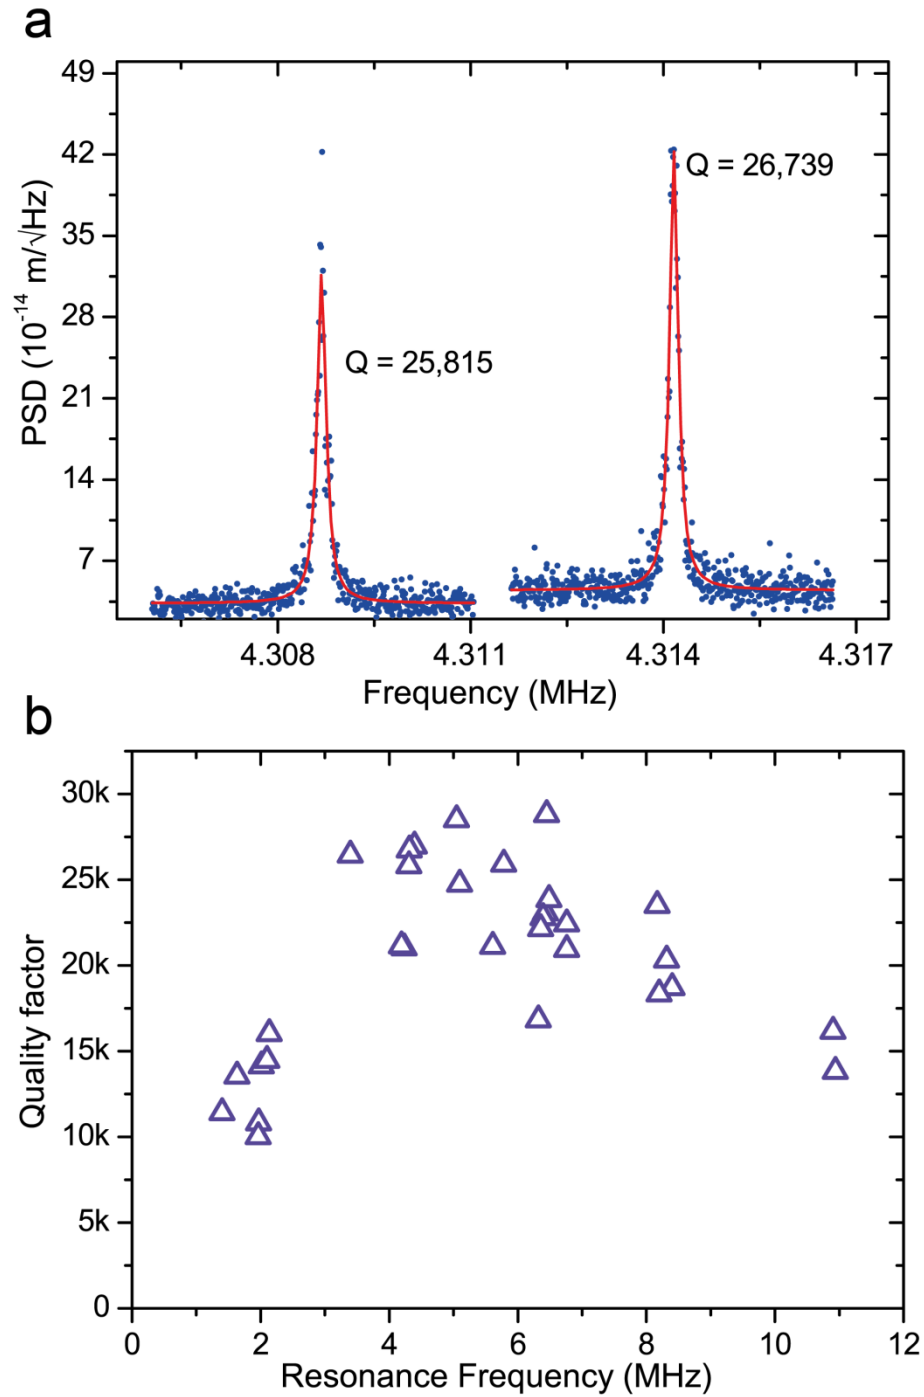 a
49
42
35
28
21
14
7
PSD (10⁻¹⁴ m/√Hz)
Q = 26,739
Q = 25,815
4.308 4.311 4.314 4.317
Frequency (MHz)
b
30k
25k
20k
15k
10k
5k
0
Quality factor
0 2 4 6 8 10 12
Resonance Frequency (MHz)